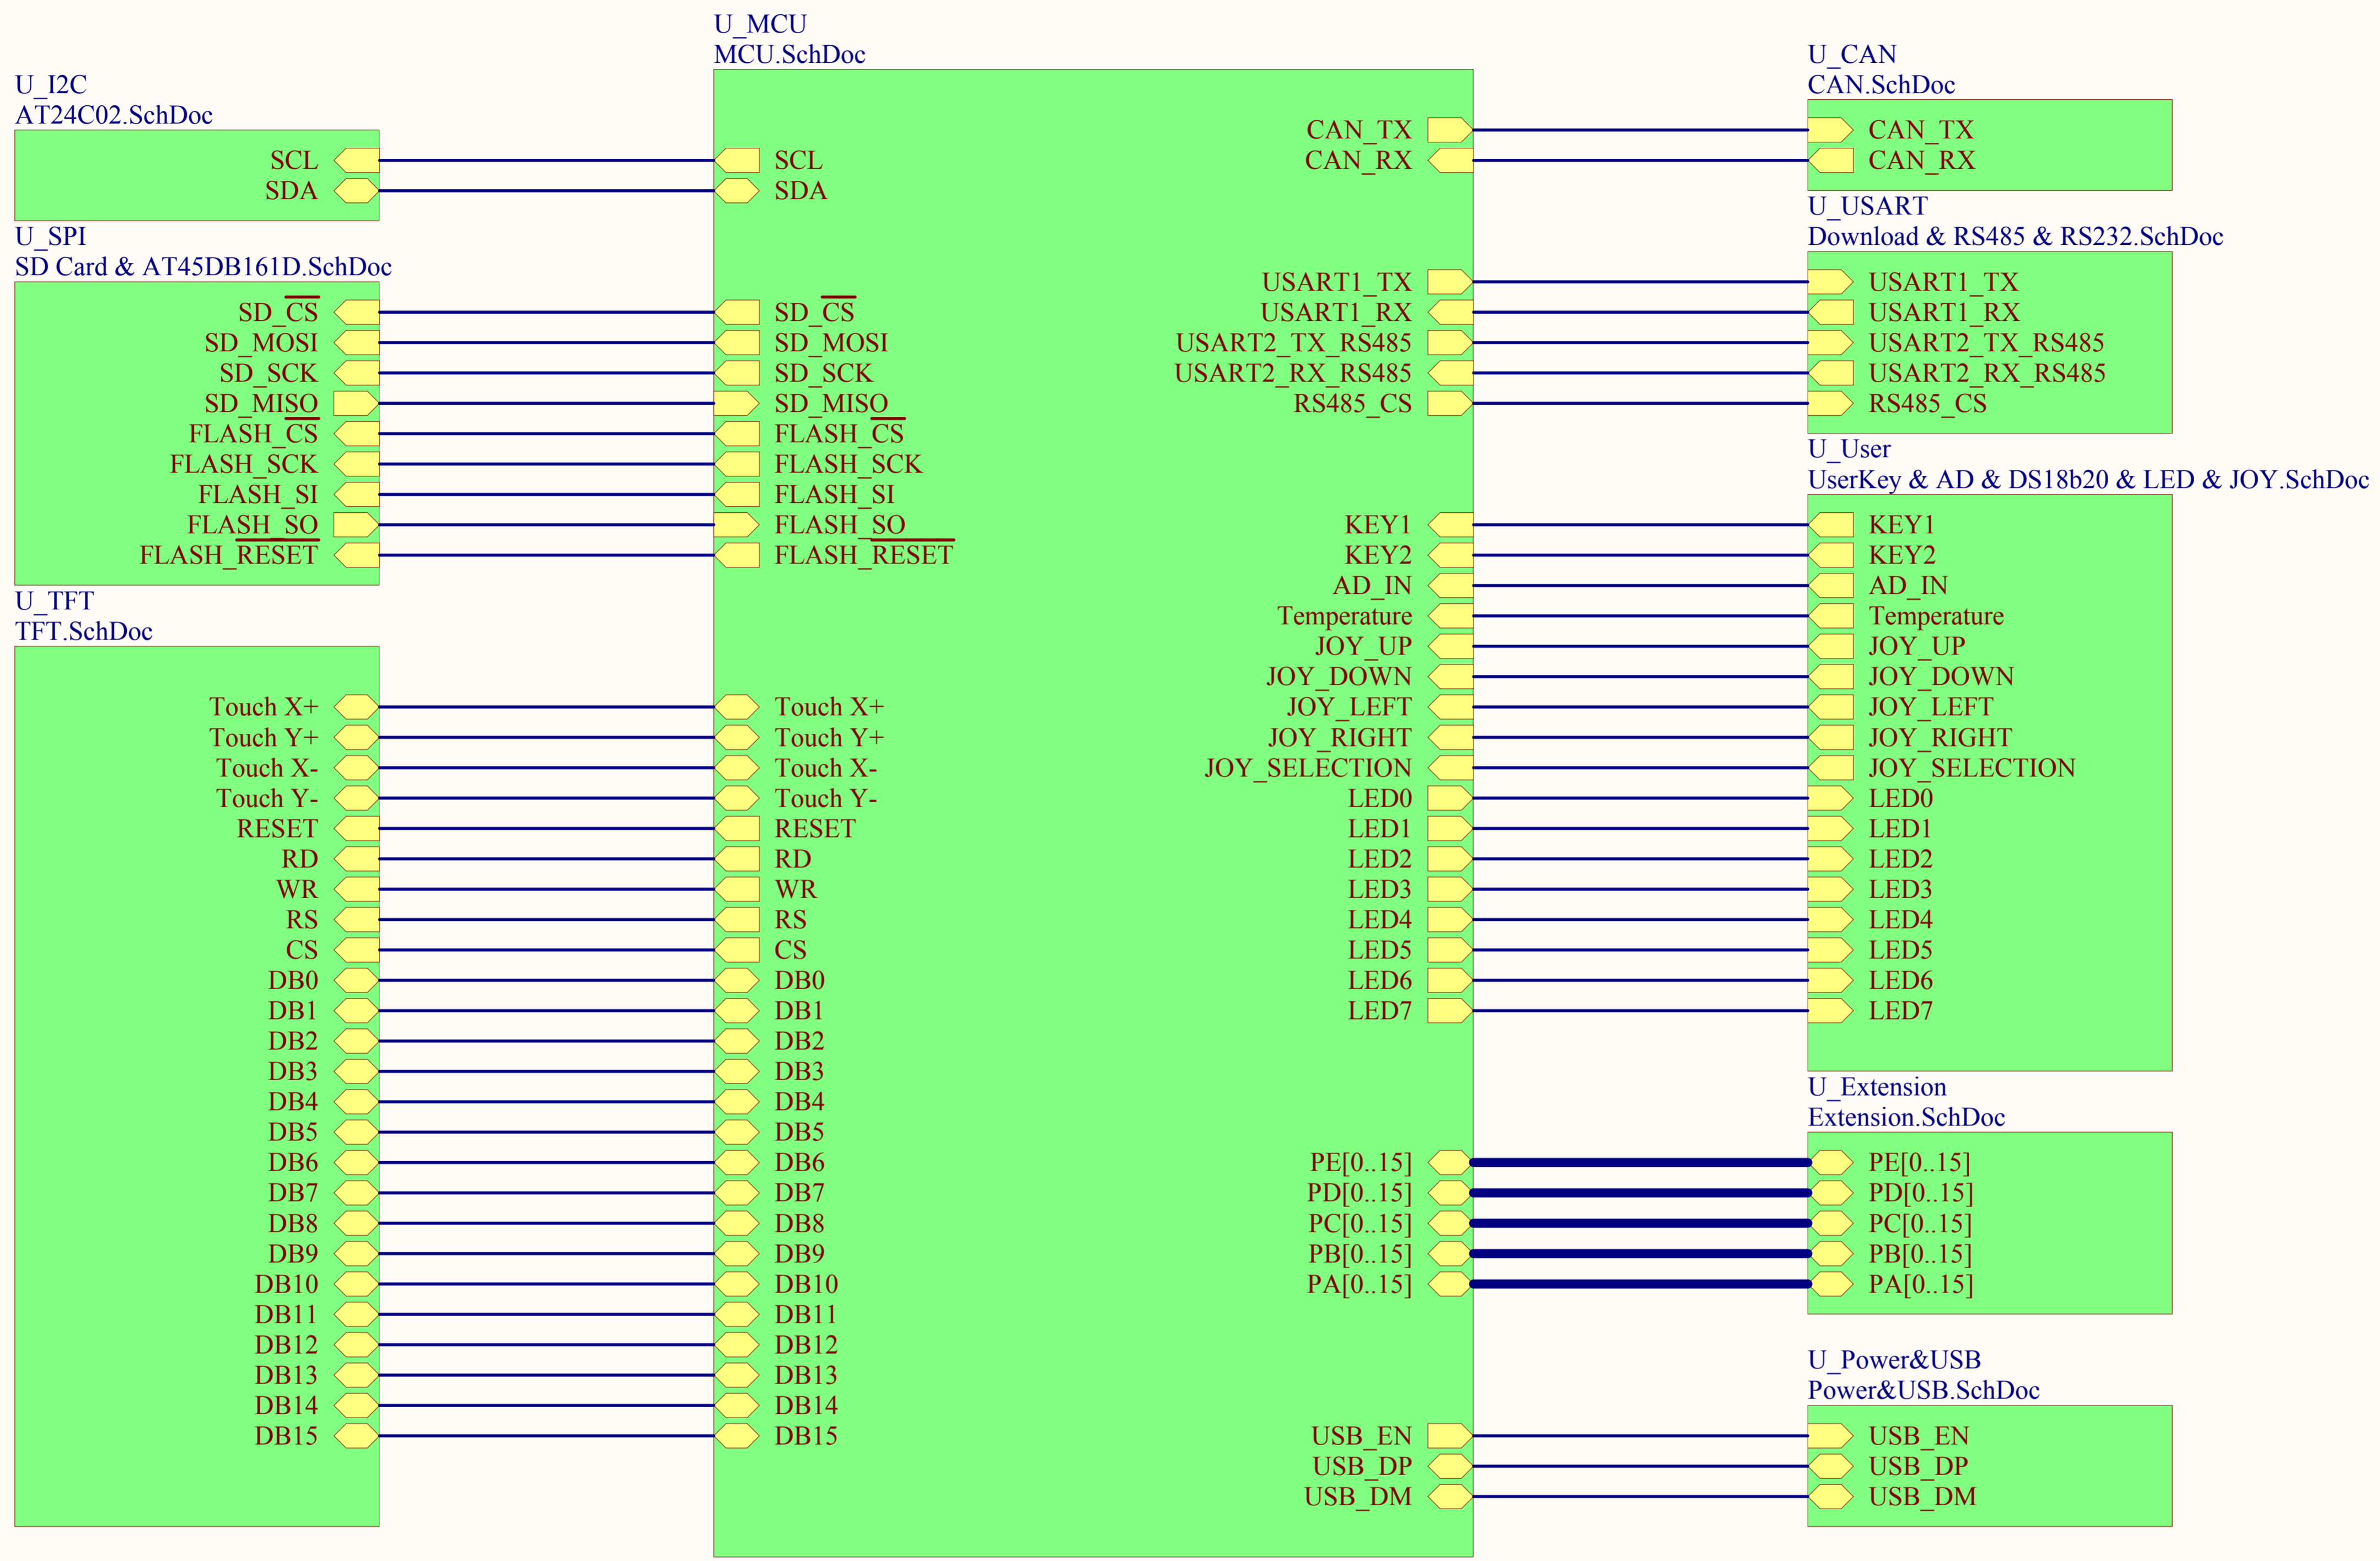 U_I2C
AT24C02.SchDoc
SCL
SDA
U_SPI
SD Card & AT45DB161D.SchDoc
SD_CS
SD_MOSI
SD_SCK
SD_MISO
FLASH_CS
FLASH_SCK
FLASH_SI
FLASH_SO
FLASH_RESET
U_TFT
TFT.SchDoc
Touch X+
Touch Y+
Touch X-
Touch Y-
RESET
RD
WR
RS
CS
DB0
DB1
DB2
DB3
DB4
DB5
DB6
DB7
DB8
DB9
DB10
DB11
DB12
DB13
DB14
DB15
U_MCU
MCU.SchDoc
SCL
SDA
SD_CS
SD_MOSI
SD_SCK
SD_MISO
FLASH_CS
FLASH_SCK
FLASH_SI
FLASH_SO
FLASH_RESET
Touch X+
Touch Y+
Touch X-
Touch Y-
RESET
RD
WR
RS
CS
DB0
DB1
DB2
DB3
DB4
DB5
DB6
DB7
DB8
DB9
DB10
DB11
DB12
DB13
DB14
DB15
CAN_TX
CAN_RX
USART1_TX
USART1_RX
USART2_TX_RS485
USART2_RX_RS485
RS485_CS
KEY1
KEY2
AD_IN
Temperature
JOY_UP
JOY_DOWN
JOY_LEFT
JOY_RIGHT
JOY_SELECTION
LED0
LED1
LED2
LED3
LED4
LED5
LED6
LED7
PE[0..15]
PD[0..15]
PC[0..15]
PB[0..15]
PA[0..15]
USB_EN
USB_DP
USB_DM
U_CAN
CAN.SchDoc
CAN_TX
CAN_RX
U_USART
Download & RS485 & RS232.SchDoc
USART1_TX
USART1_RX
USART2_TX_RS485
USART2_RX_RS485
RS485_CS
U_User
UserKey & AD & DS18b20 & LED & JOY.SchDoc
KEY1
KEY2
AD_IN
Temperature
JOY_UP
JOY_DOWN
JOY_LEFT
JOY_RIGHT
JOY_SELECTION
LED0
LED1
LED2
LED3
LED4
LED5
LED6
LED7
U_Extension
Extension.SchDoc
PE[0..15]
PD[0..15]
PC[0..15]
PB[0..15]
PA[0..15]
U_Power&USB
Power&USB.SchDoc
USB_EN
USB_DP
USB_DM